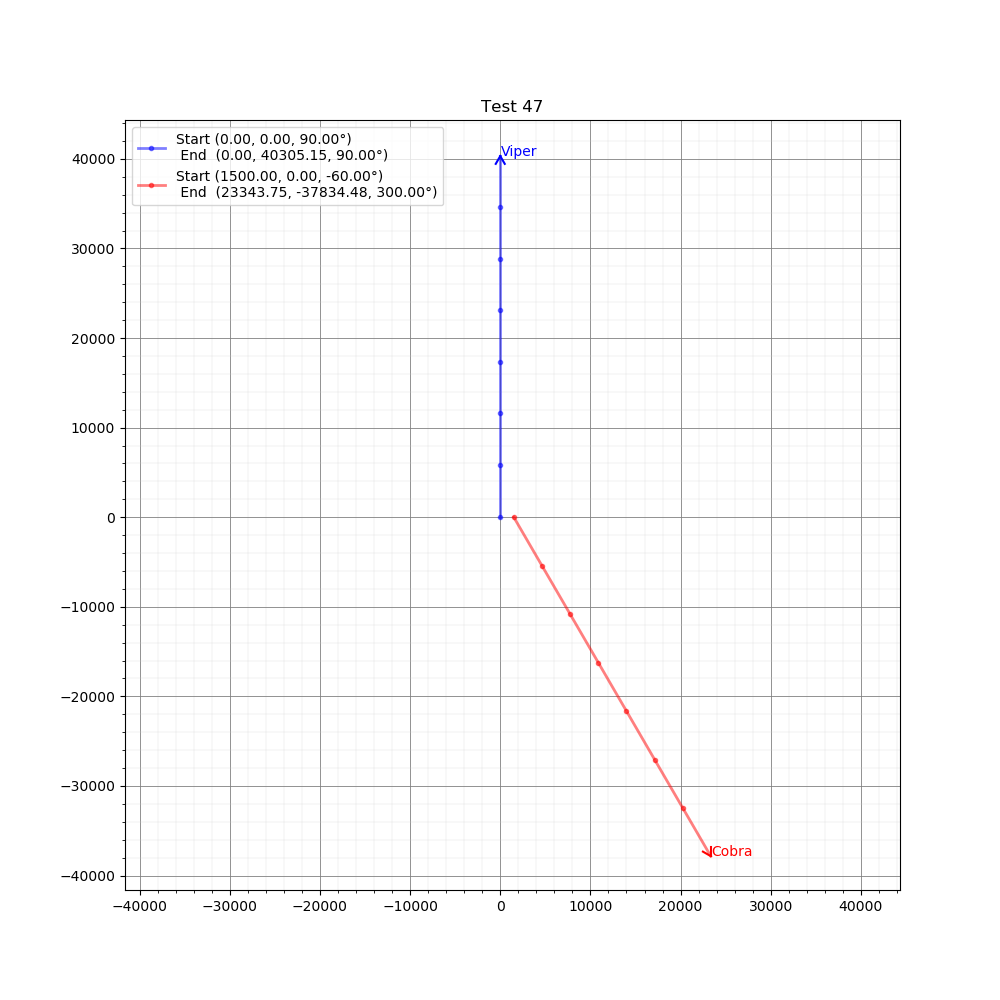 Test 47
Start (0.00, 0.00, 90.00°)
End (0.00, 40305.15, 90.00°)
Start (1500.00, 0.00, -60.00°)
End (23343.75, -37834.48, 300.00°)
Viper
Cobra
40000
30000
20000
10000
0
−10000
−20000
−30000
−40000
−40000 −30000 −20000 −10000 0 10000 20000 30000 40000